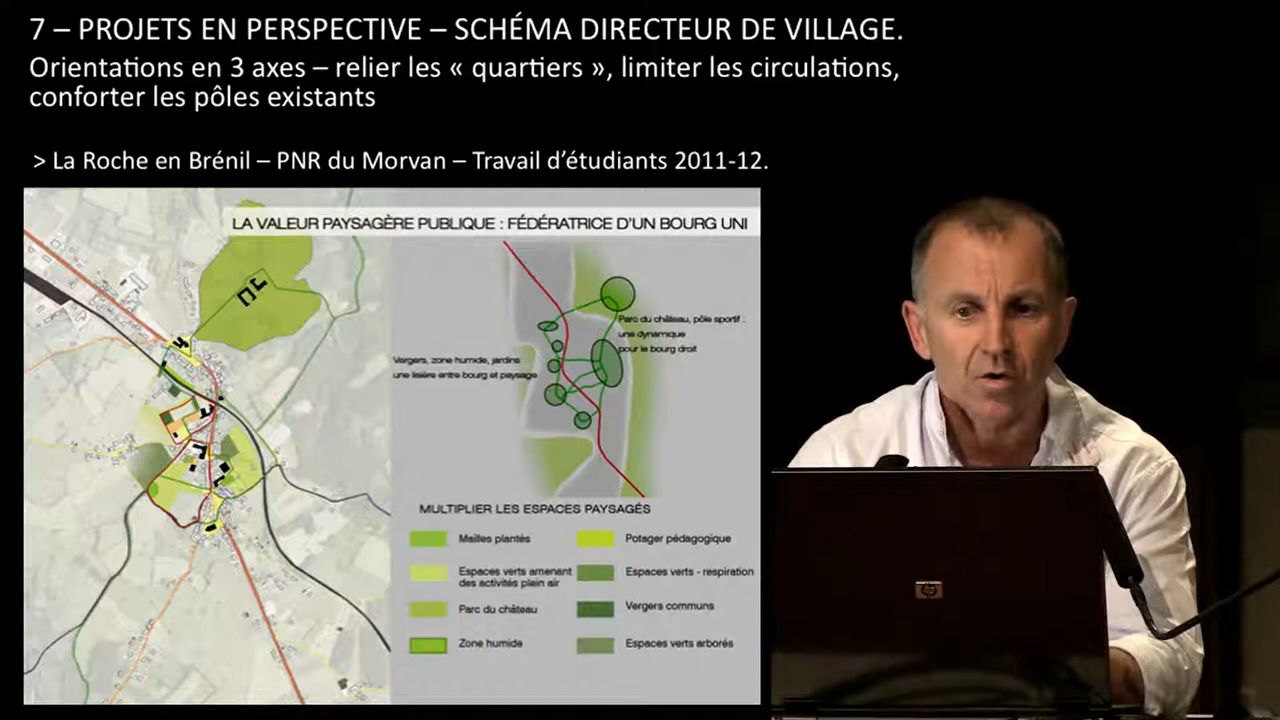 7 – PROJETS EN PERSPECTIVE – SCHÉMA DIRECTEUR DE VILLAGE.
Orientations en 3 axes – relier les « quartiers », limiter les circulations,
conforter les pôles existants
> La Roche en Brénil – PNR du Morvan – Travail d'étudiants 2011-12.
LA VALEUR PAYSAGÈRE PUBLIQUE : FÉDÉRATRICE D'UN BOURG UNI
Parc du château, pôle sportif :
une dynamique
pour le bourg droit
Vergers, zone humide, jardins
une lisière entre bourg et paysage
MULTIPLIER LES ESPACES PAYSAGÉS
Mailles plantés
Espaces verts amenant
des activités plein air
Parc du château
Zone humide
Potager pédagogique
Espaces verts - respiration
Vergers communs
Espaces verts arborés
hp